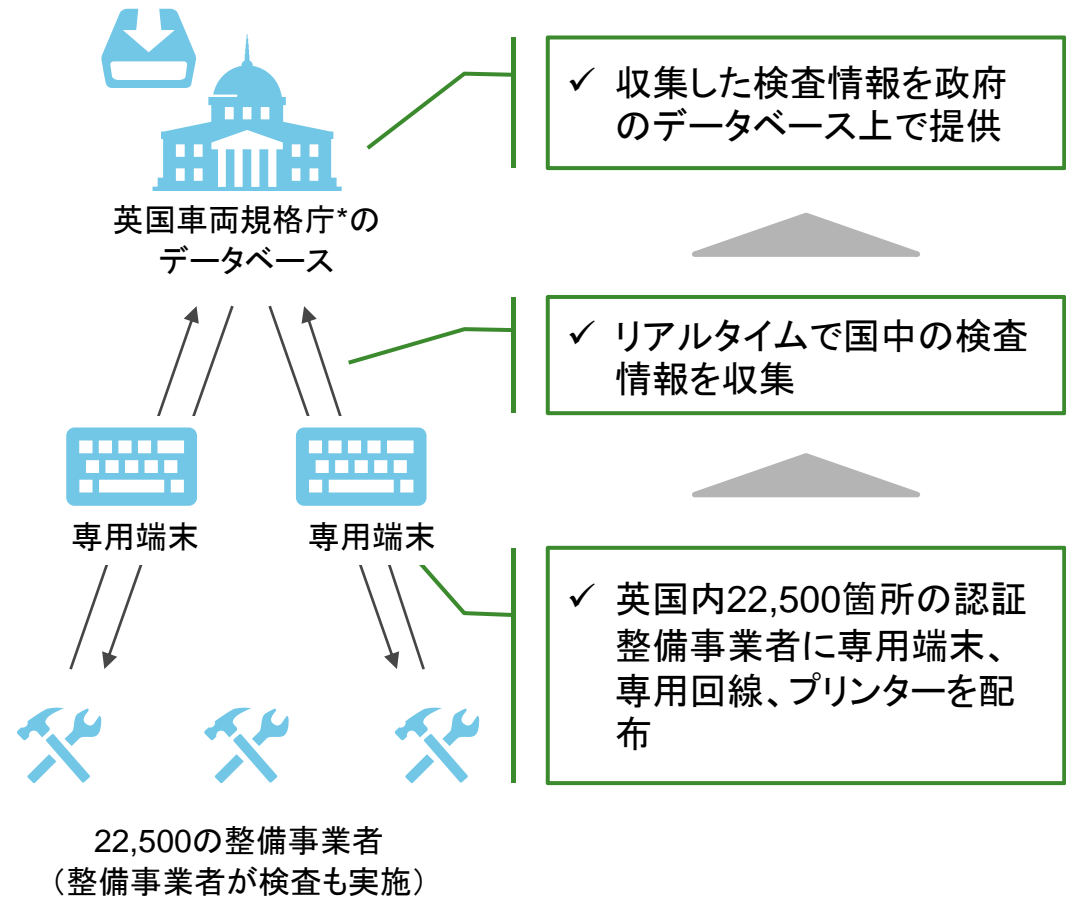 英国車両規格庁*の
データベース
専用端末
専用端末
22,500の整備事業者
（整備事業者が検査も実施）
✓ 収集した検査情報を政府
のデータベース上で提供
✓ リアルタイムで国中の検査
情報を収集
✓ 英国内22,500箇所の認証
整備事業者に専用端末、
専用回線、プリンターを配
布